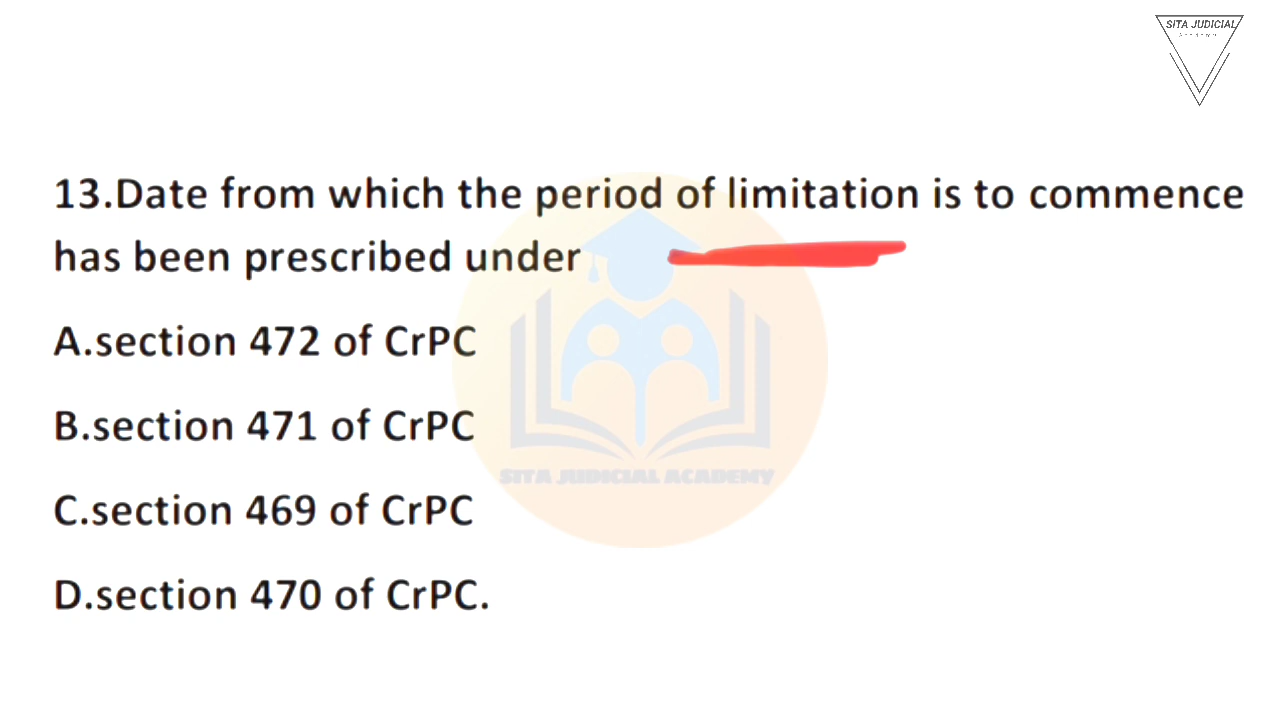 SITA JUDICIAL
Academy
13.Date from which the period of limitation is to commence
has been prescribed under
A.section 472 of CrPC
B.section 471 of CrPC
C.section 469 of CrPC
SITA JUDICIAL ACADEMY
D.section 470 of CrPC.